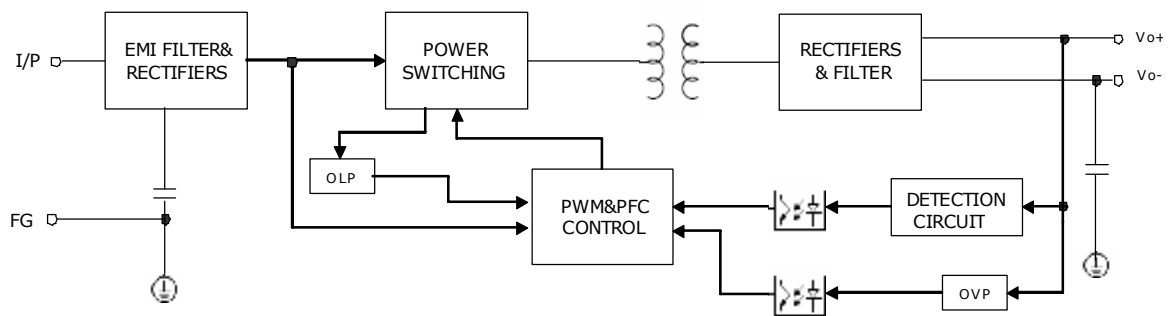 I/P
EMI FILTER&
RECTIFIERS
POWER
SWITCHING
RECTIFIERS
& FILTER
Vo+
Vo-
OLP
PWM&PFC
CONTROL
DETECTION
CIRCUIT
FG
OVP